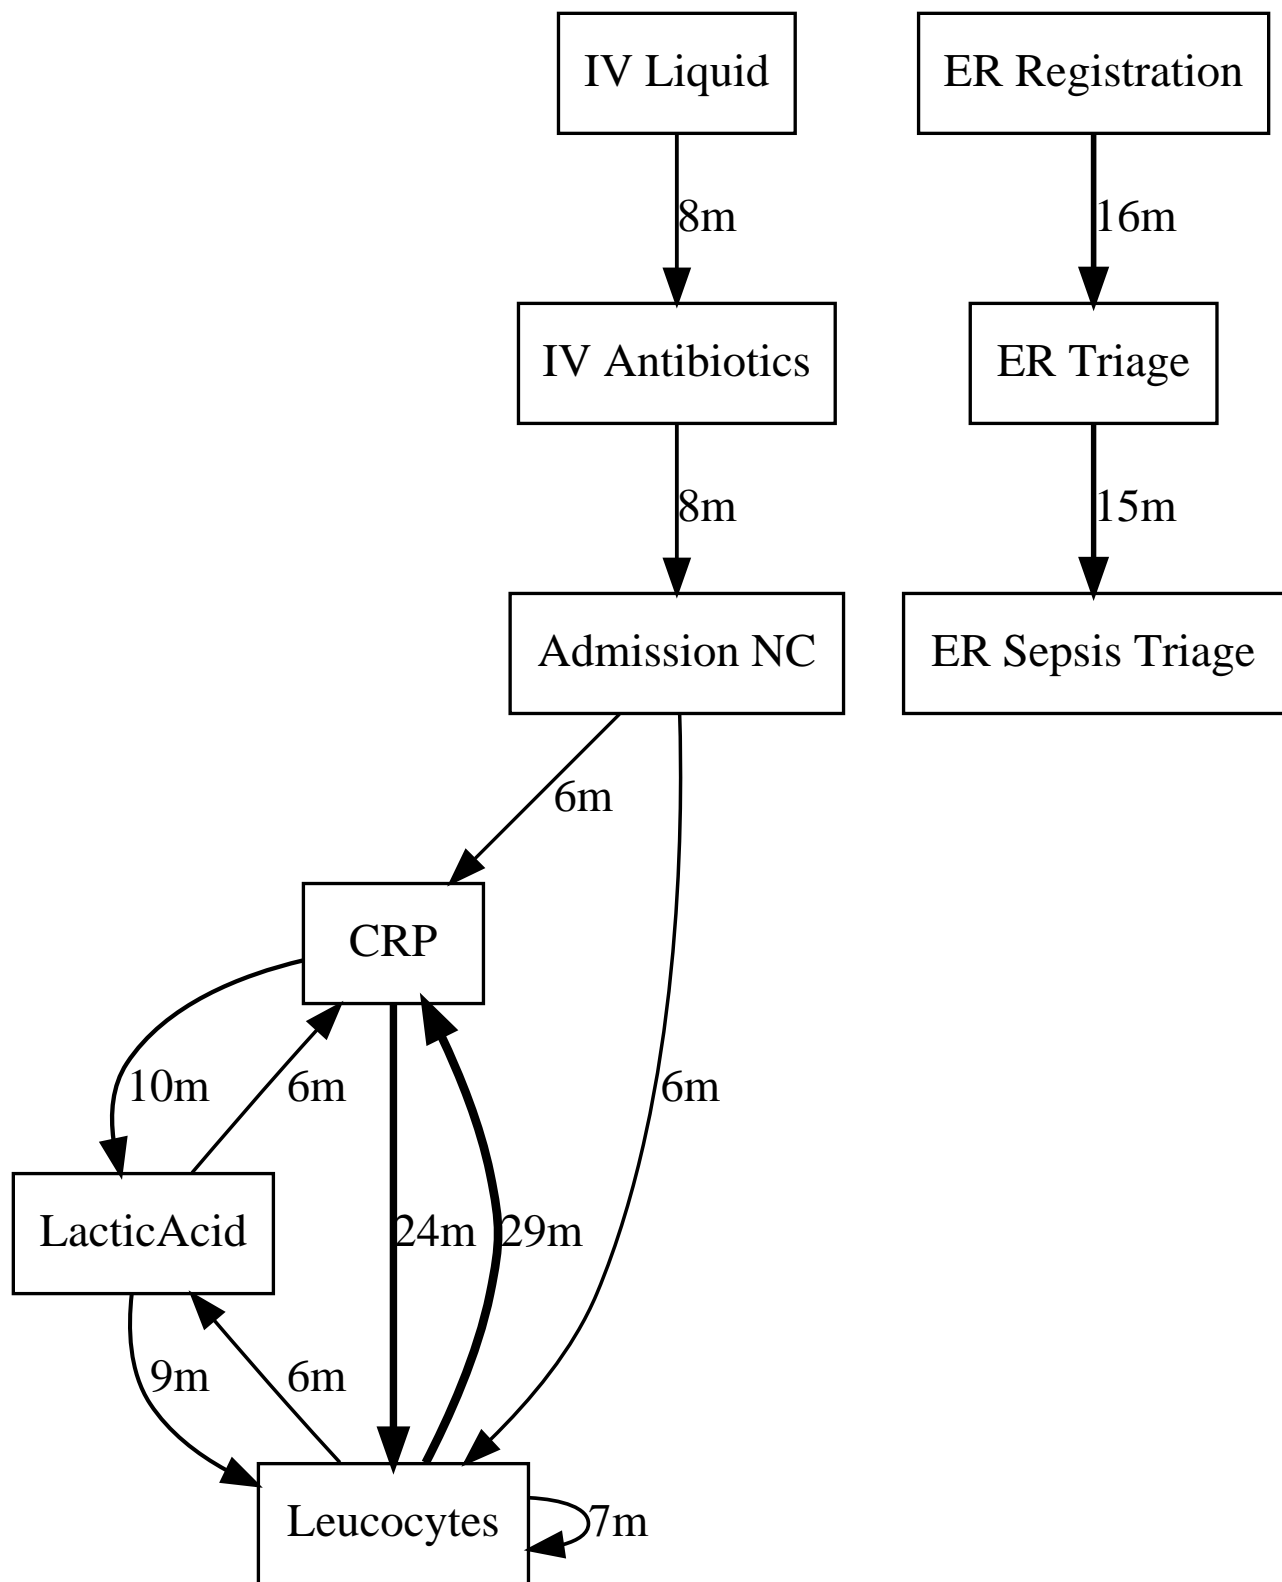 IV Liquid
ER Registration
8m
16m
IV Antibiotics
ER Triage
8m
15m
Admission NC
ER Sepsis Triage
6m
CRP
10m
6m
6m
LacticAcid
24m
29m
9m
6m
Leucocytes
7m